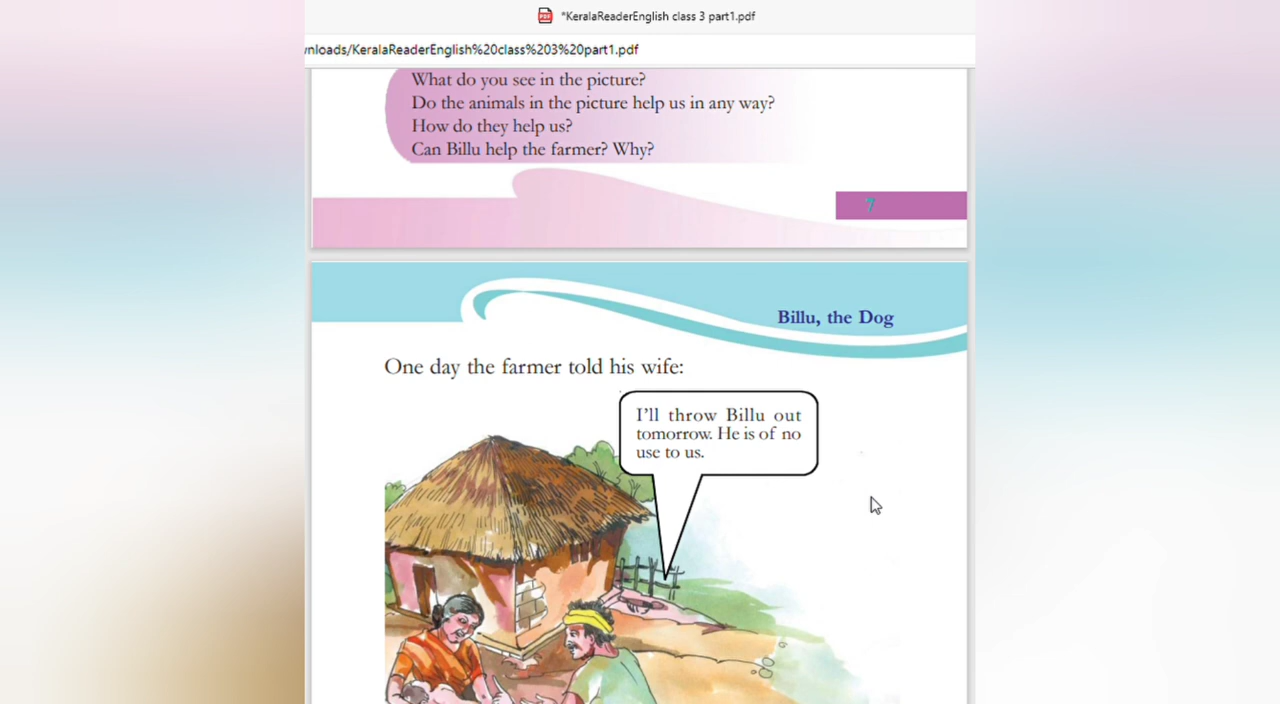 *KeralaReaderEnglish class 3 part1.pdf
nloads/KeralaReaderEnglish%20class%203%20part1.pdf
What do you see in the picture?
Do the animals in the picture help us in any way?
How do they help us?
Can Billu help the farmer? Why?
7
Billu, the Dog
One day the farmer told his wife:
I'll throw Billu out
tomorrow. He is of no
use to us.